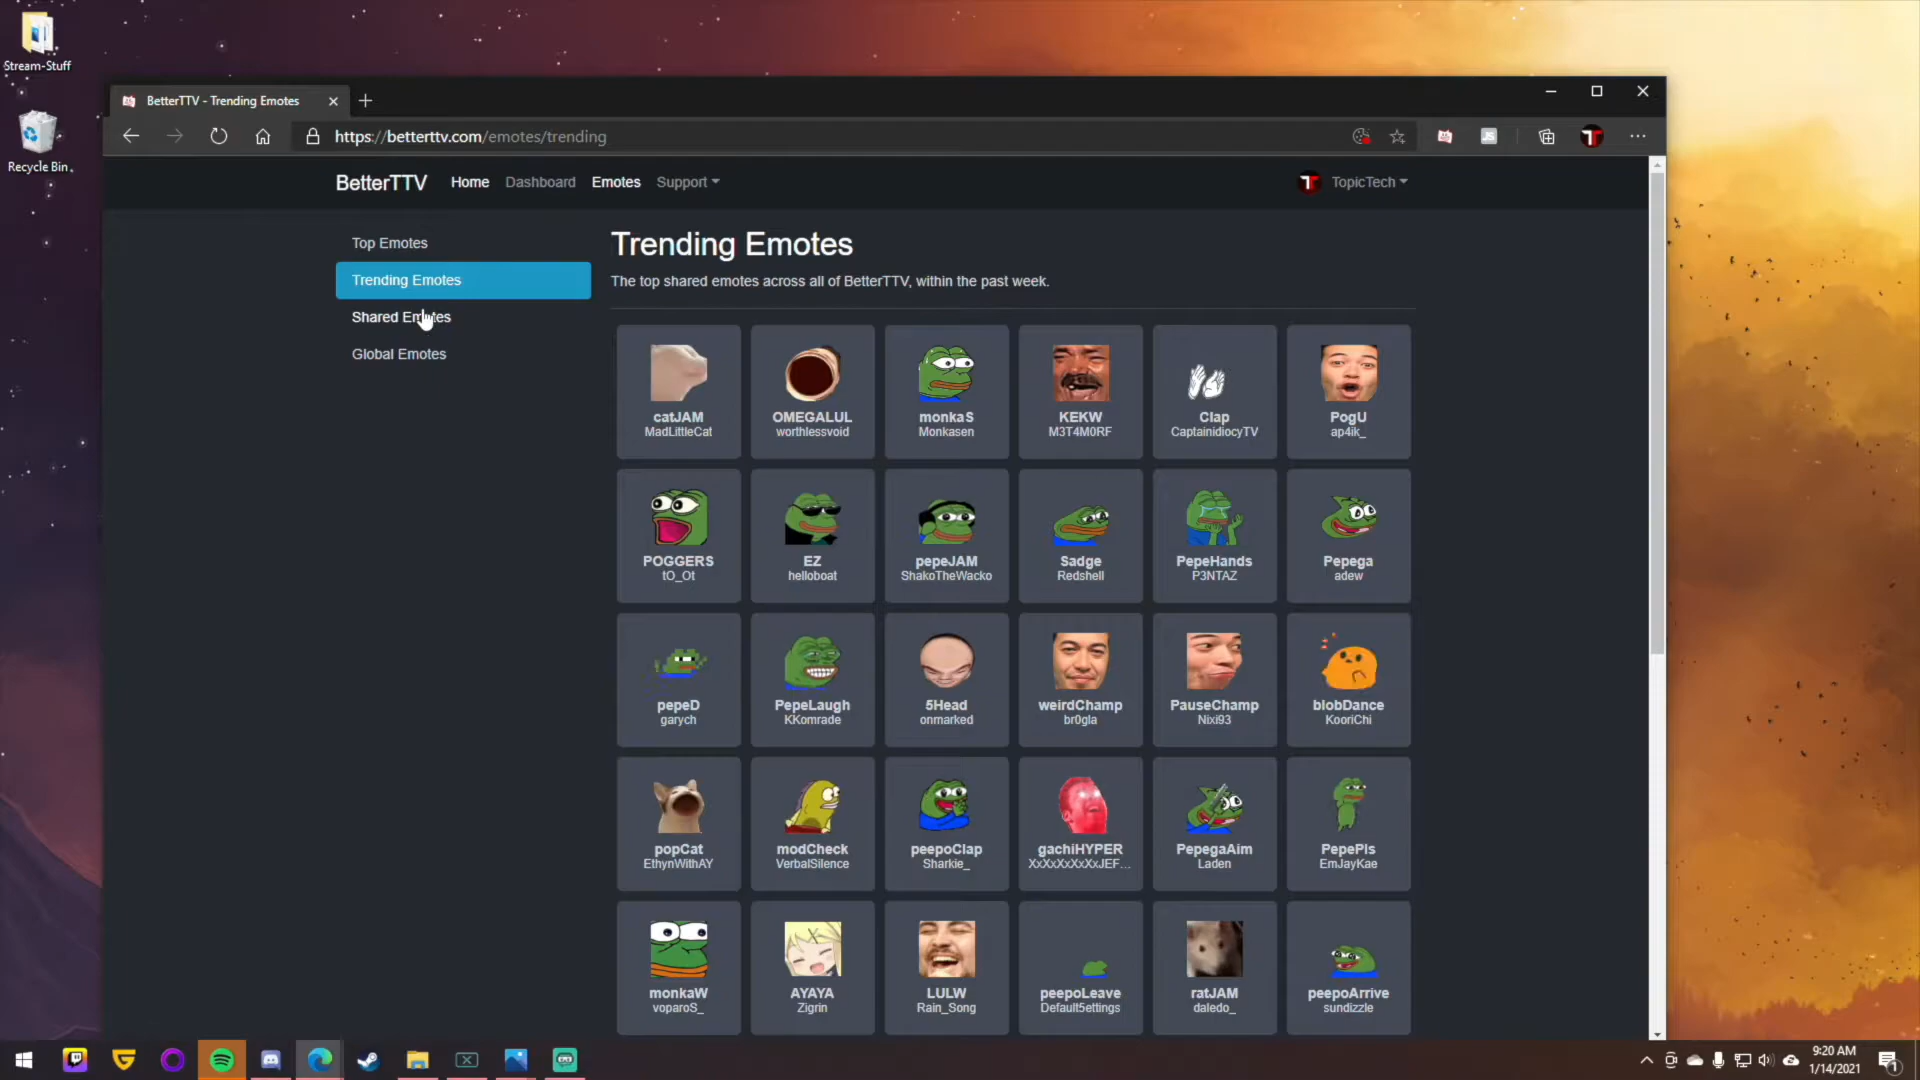 Stream-Stuff
Recycle Bin
BetterTTV - Trending Emotes
https://betterttv.com/emotes/trending
JS
BetterTTV
Home
Dashboard
Emotes
Support
TopicTech
Top Emotes
Trending Emotes
Shared Emotes
Global Emotes
Trending Emotes
The top shared emotes across all of BetterTTV, within the past week.
catJAM
MadLittleCat
OMEGALUL
worthlessvoid
monkaS
Monkasen
KEKW
M3T4M0RF
Clap
CaptainidiocyTV
PogU
ap4ik_
POGGERS
tO_Ot
EZ
helloboat
pepeJAM
ShakoTheWacko
Sadge
Redshell
PepeHands
P3NTAZ
Pepega
adew
pepeD
garych
PepeLaugh
KKomrade
5Head
onmarked
weirdChamp
br0gla
PauseChamp
Nixi93
blobDance
KooriChi
popCat
EthynWithAY
modCheck
VerbalSilence
peepoClap
Sharkie_
gachiHYPER
XxXxXxXxXxJEF...
PepegaAim
Laden
PepePls
EmJayKae
monkaW
voparoS_
AYAYA
Zigrin
LULW
Rain_Song
peepoLeave
Default5ettings
ratJAM
daledo_
peepoArrive
sundizzle
9:20 AM
1/14/2021
1